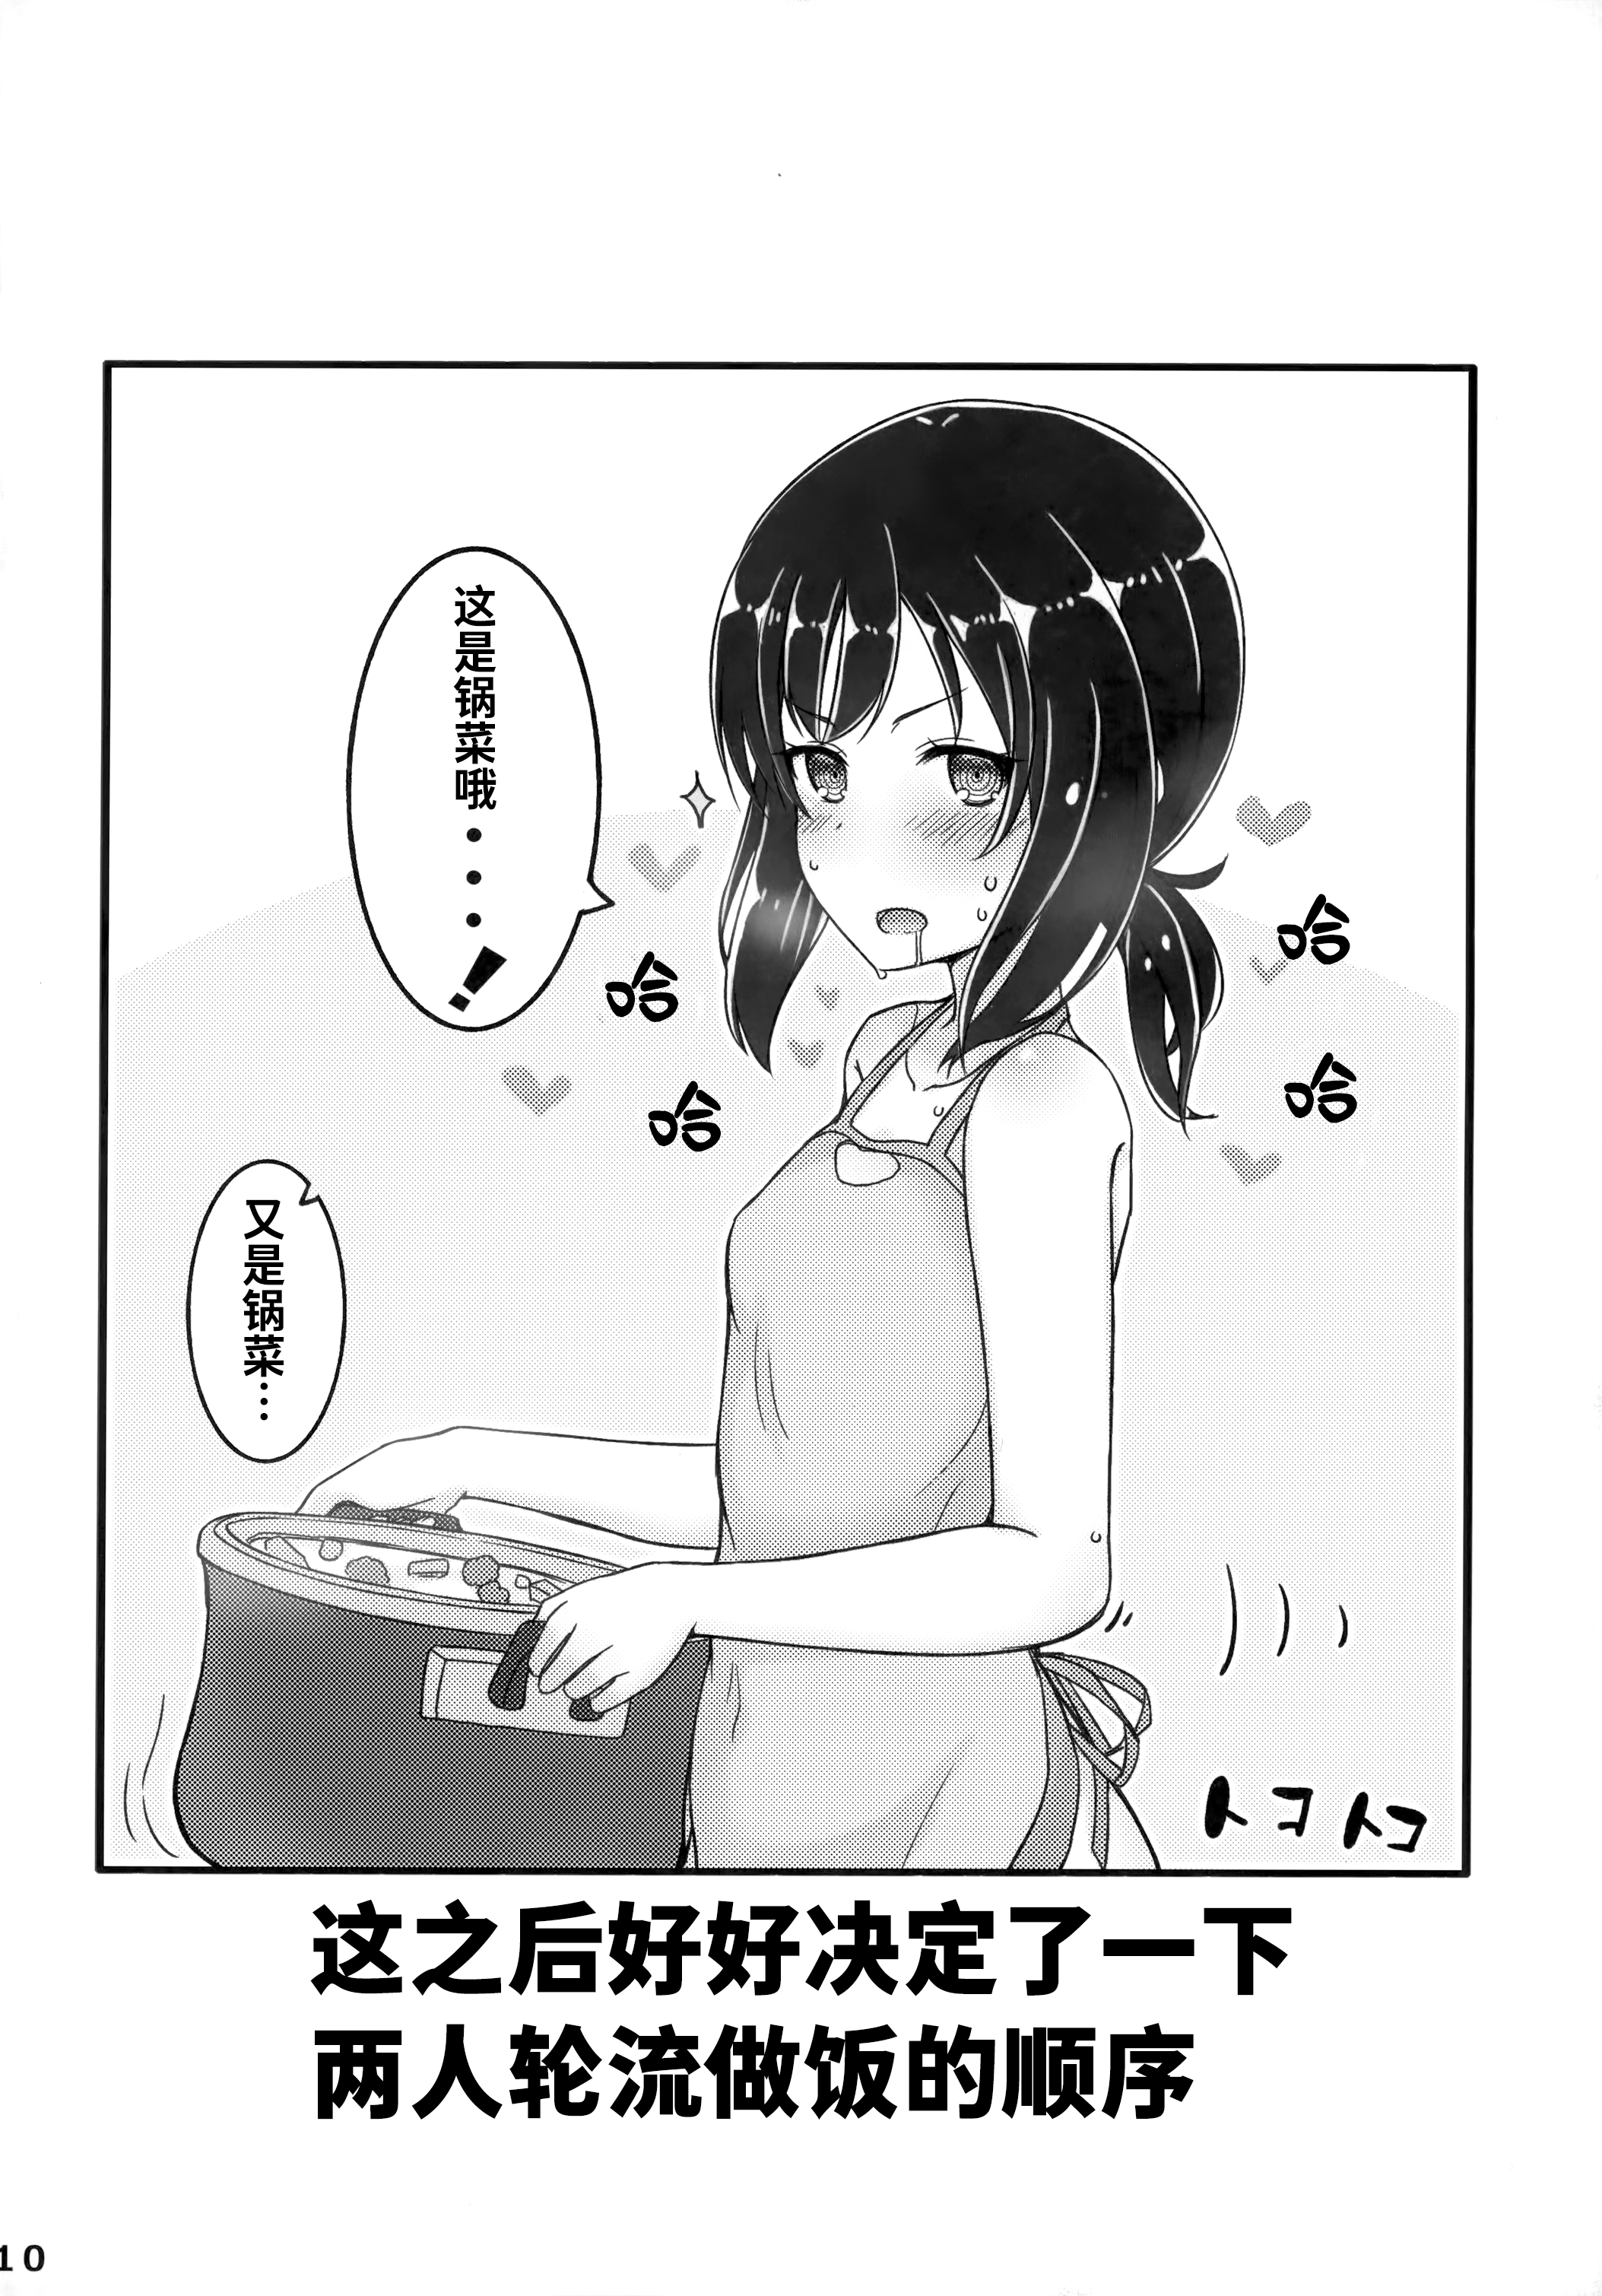 这是锅菜哦・・・！
哈
哈
哈
哈
又是锅菜…
トコトコ
这之后好好决定了一下
两人轮流做饭的顺序
10